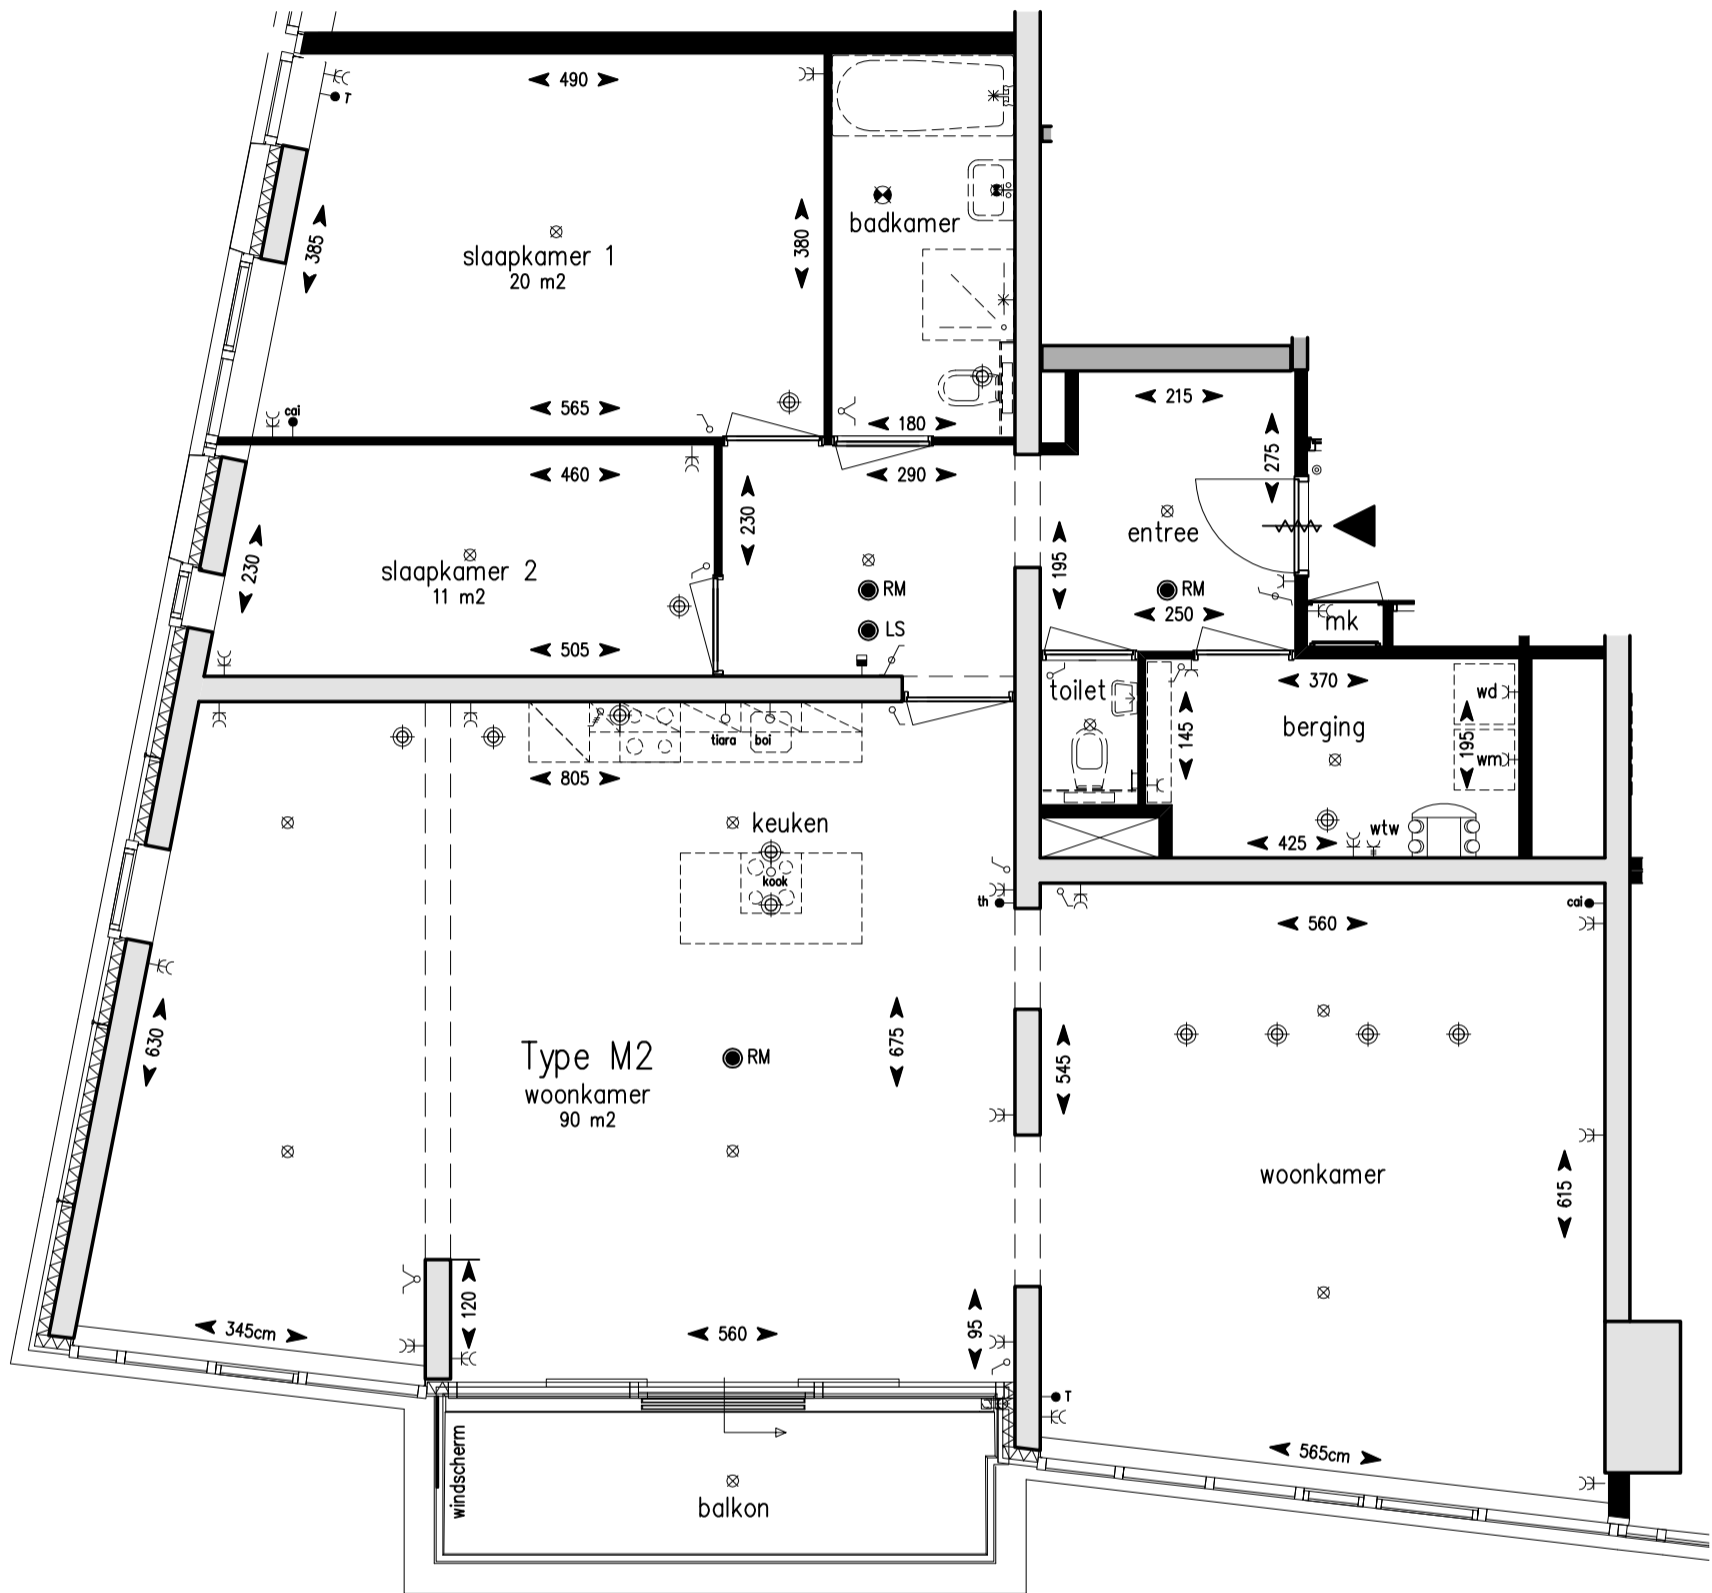 490
T
385
380
badkamer
slaapkamer 1
20 m2
565
cai
180
215
275
460
290
230
entree
230
slaapkamer 2
11 m2
195
RM
RM
250
LS
mk
505
toilet
370
wd
145
berging
195
wm
tiara
boi
805
keuken
wtw
425
kook
th
cai
560
630
675
545
Type M2
RM
woonkamer
90 m2
woonkamer
615
120
95
345cm
560
T
565cm
windscherm
balkon